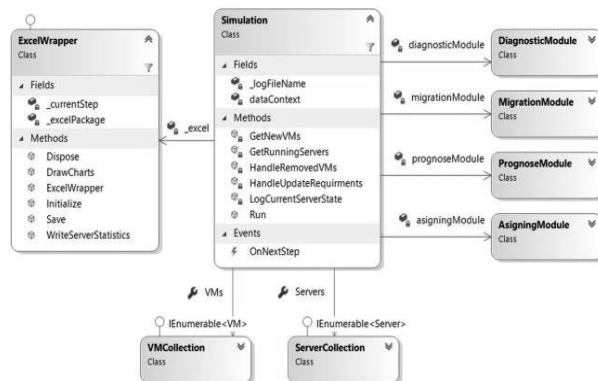 ExcelWrapper
Class
Fields
_currentStep
_excelPackage
Methods
Dispose
DrawCharts
ExcelWrapper
Initialize
Save
WriteServerStatistics
_excel
Simulation
Class
Fields
_logFileName
dataContext
Methods
GetNewVMs
GetRunningServers
HandleRemovedVMs
HandleUpdateRequirments
LogCurrentServerState
Run
Events
OnNextStep
diagnosticModule
DiagnosticModule
Class
migrationModule
MigrationModule
Class
prognoseModule
PrognoseModule
Class
asigningModule
AsigningModule
Class
VMs
Servers
IEnumerable<VM>
VMCollection
Class
IEnumerable<Server>
ServerCollection
Class